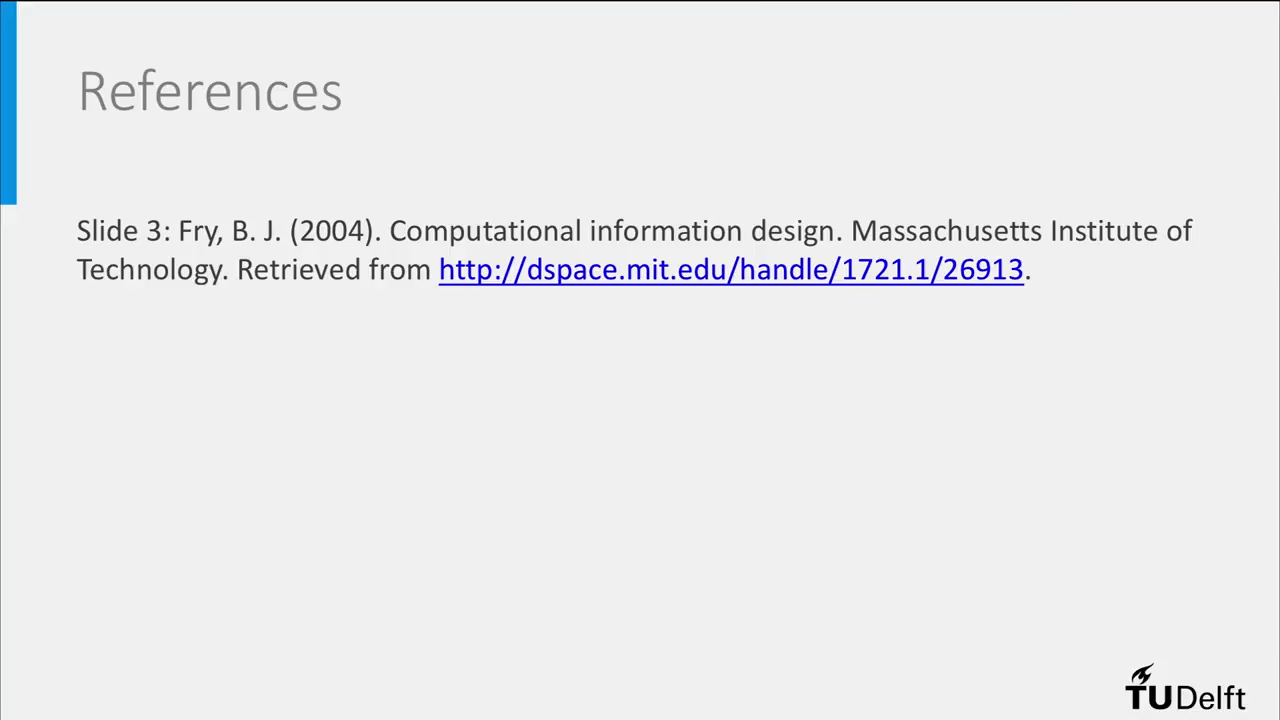 References
Slide 3: Fry, B. J. (2004). Computational information design. Massachusetts Institute of
Technology. Retrieved from http://dspace.mit.edu/handle/1721.1/26913.
TUDelft